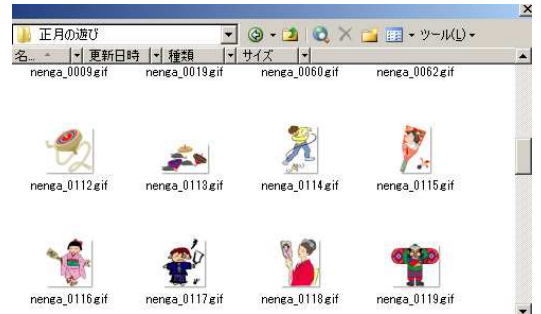 正月の遊び
ツール(L)
名... 更新日時 種類 サイズ
nenga_0009.gif nenga_0019.gif nenga_0060.gif nenga_0062.gif
nenga_0112.gif nenga_0113.gif nenga_0114.gif nenga_0115.gif
nenga_0116.gif nenga_0117.gif nenga_0118.gif nenga_0119.gif